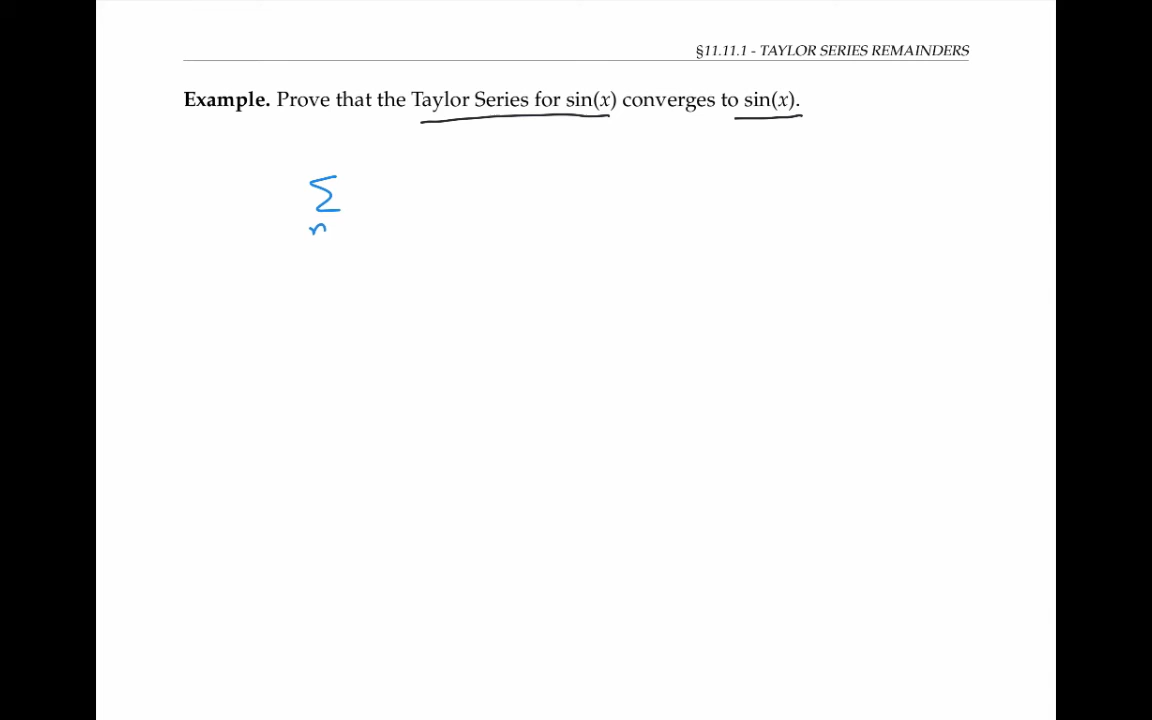 §11.11.1 - TAYLOR SERIES REMAINDERS
Example. Prove that the Taylor Series for sin(x) converges to sin(x).
Σ
n